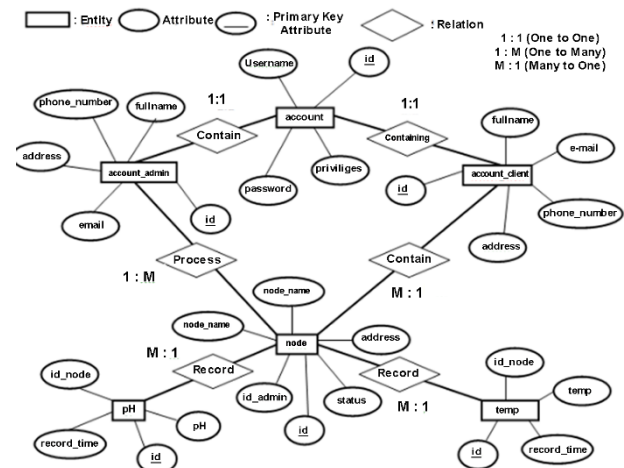 : Entity
: Attribute
: Primary Key
Attribute
: Relation
1 : 1 (One to One)
1 : M (One to Many)
M : 1 (Many to One)
Username
id
phone_number
fullname
1:1
account
1:1
fullname
Contain
Containing
e-mail
address
account_admin
priviliges
password
id
account_client
email
id
phone_number
address
Process
Contain
1 : M
M : 1
node_name
node_name
address
M : 1
node
id_node
Record
Record
id_node
id_admin
status
temp
pH
M : 1
temp
record_time
pH
id
id
id
record_time